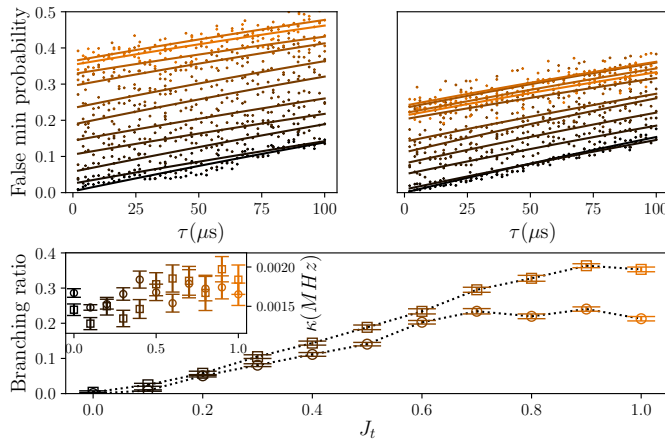 0.5
0.4
0.3
0.2
0.1
0.0
False min probability
0 25 50 75 100
τ(μs)
0 25 50 75 100
τ(μs)
0.4
0.3
0.2
0.1
0.0
Branching ratio
0.0020
0.0015
κ(MHz)
0.0 0.5 1.0
0.0 0.2 0.4 0.6 0.8 1.0
J_t